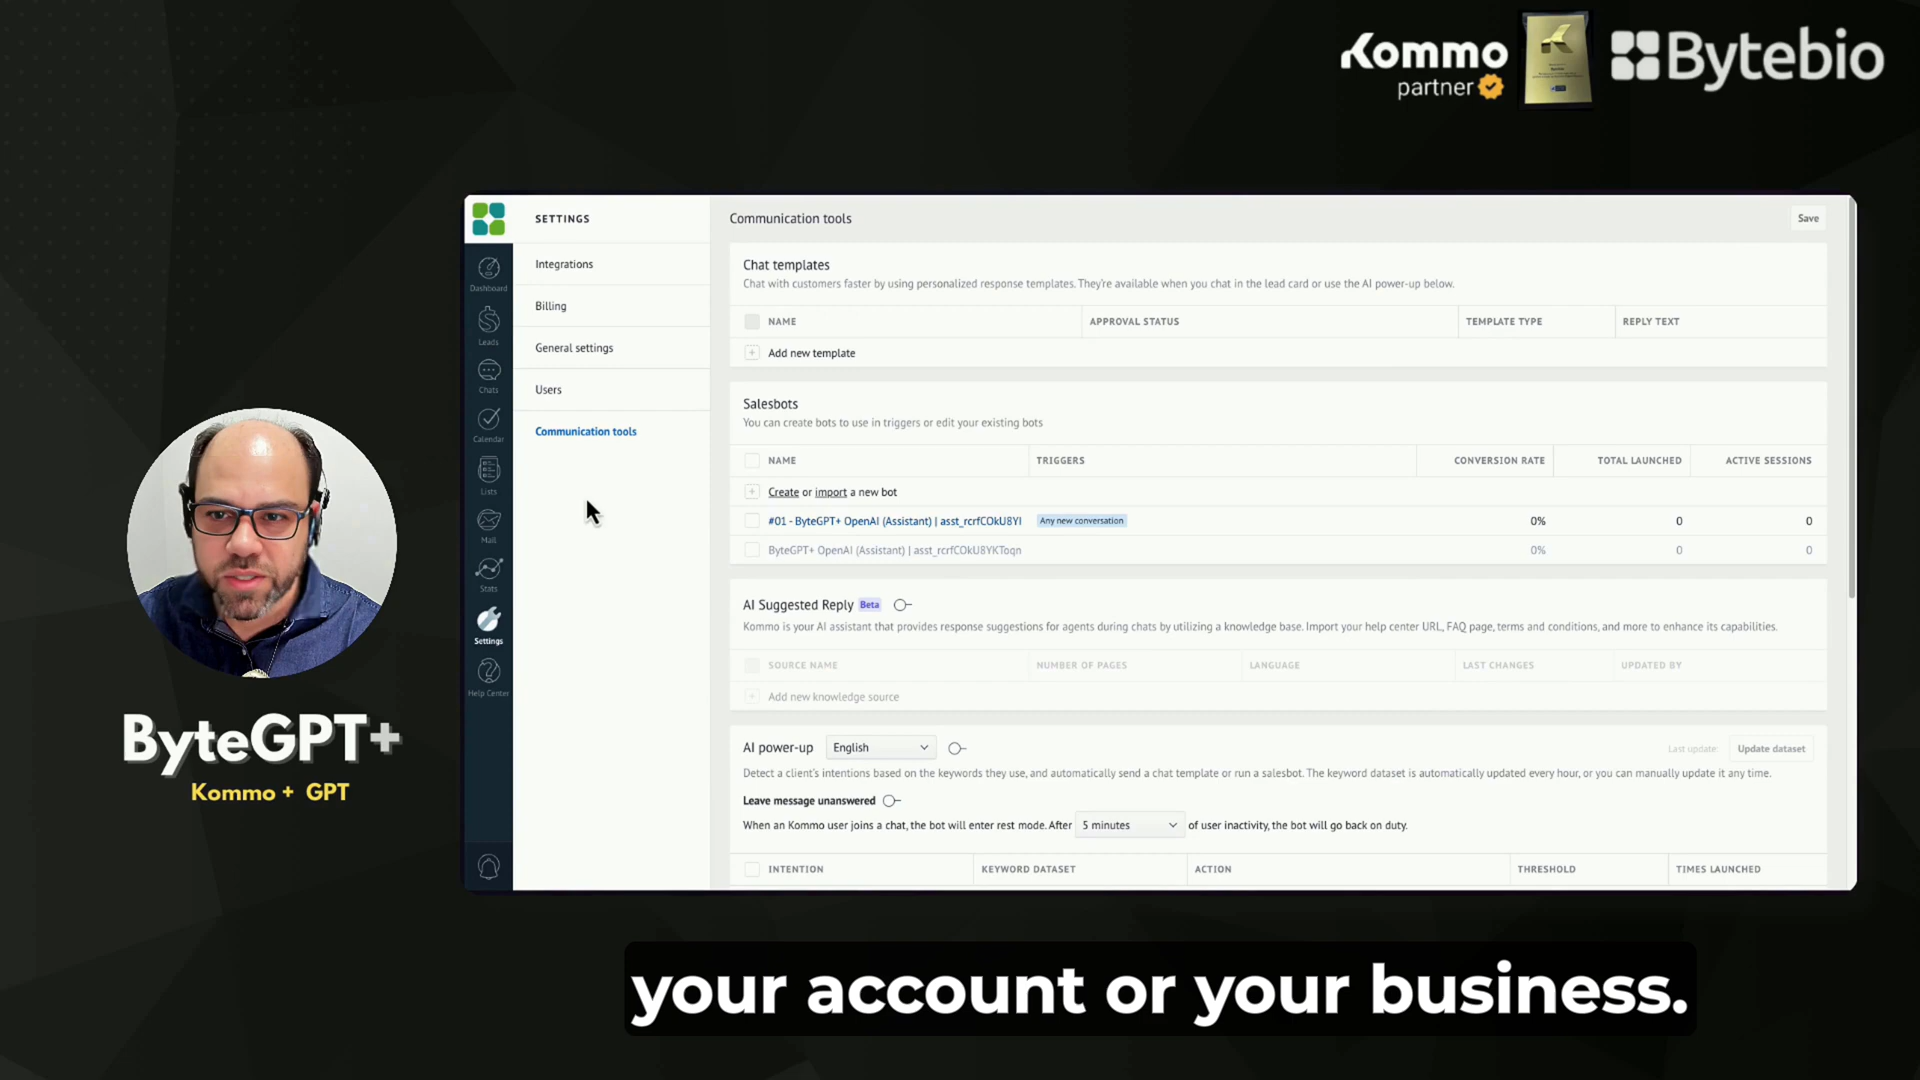 Kommo
partner
Bytebio
SETTINGS
Communication tools
Save
Integrations
Billing
General settings
Users
Communication tools
Dashboard
Leads
Chats
Calendar
Lists
Mail
Stats
Settings
Help Center
Chat templates
Chat with customers faster by using personalized response templates. They're available when you chat in the lead card or use the AI power-up below.
NAME APPROVAL STATUS TEMPLATE TYPE REPLY TEXT
Add new template
Salesbots
You can create bots to use in triggers or edit your existing bots
NAME TRIGGERS CONVERSION RATE TOTAL LAUNCHED ACTIVE SESSIONS
Create or import a new bot
#01 - ByteGPT+ OpenAI (Assistant) | asst_rcrfCOkU8YI Any new conversation 0% 0 0
ByteGPT+ OpenAI (Assistant) | asst_rcrfCOkU8YKToqn 0% 0 0
AI Suggested Reply Beta
Kommo is your AI assistant that provides response suggestions for agents during chats by utilizing a knowledge base. Import your help center URL, FAQ page, terms and conditions, and more to enhance its capabilities.
SOURCE NAME NUMBER OF PAGES LANGUAGE LAST CHANGES UPDATED BY
Add new knowledge source
AI power-up English Last update: Update dataset
Detect a client's intentions based on the keywords they use, and automatically send a chat template or run a salesbot. The keyword dataset is automatically updated every hour, or you can manually update it any time.
Leave message unanswered
When an Kommo user joins a chat, the bot will enter rest mode. After 5 minutes of user inactivity, the bot will go back on duty.
INTENTION KEYWORD DATASET ACTION THRESHOLD TIMES LAUNCHED
ByteGPT+
Kommo + GPT
your account or your business.